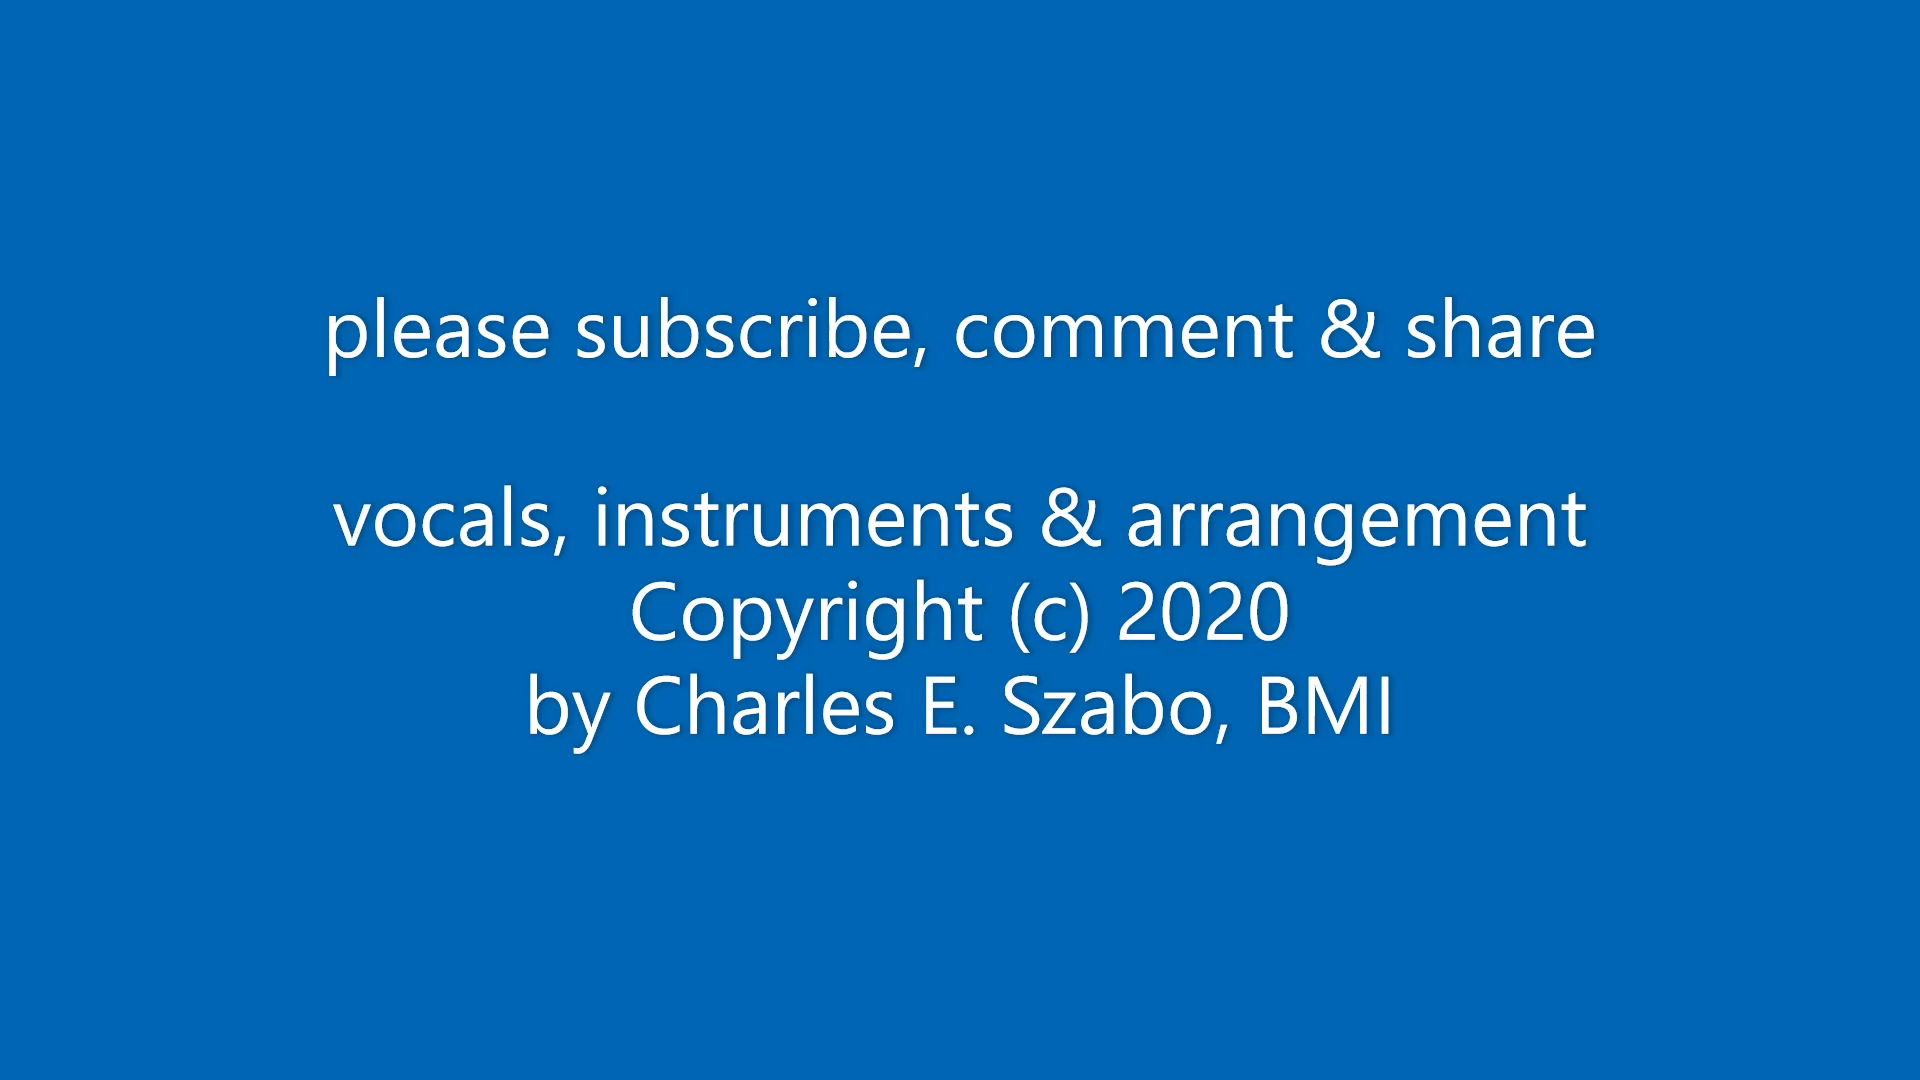 please subscribe, comment & share
vocals, instruments & arrangement
Copyright (c) 2020
by Charles E. Szabo, BMI